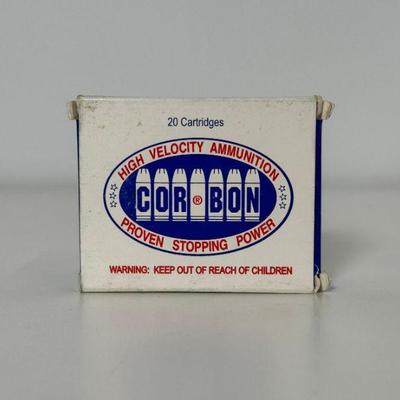 20 Cartridges
HIGH VELOCITY AMMUNITION
COR®BON
PROVEN STOPPING POWER
WARNING: KEEP OUT OF REACH OF CHILDREN